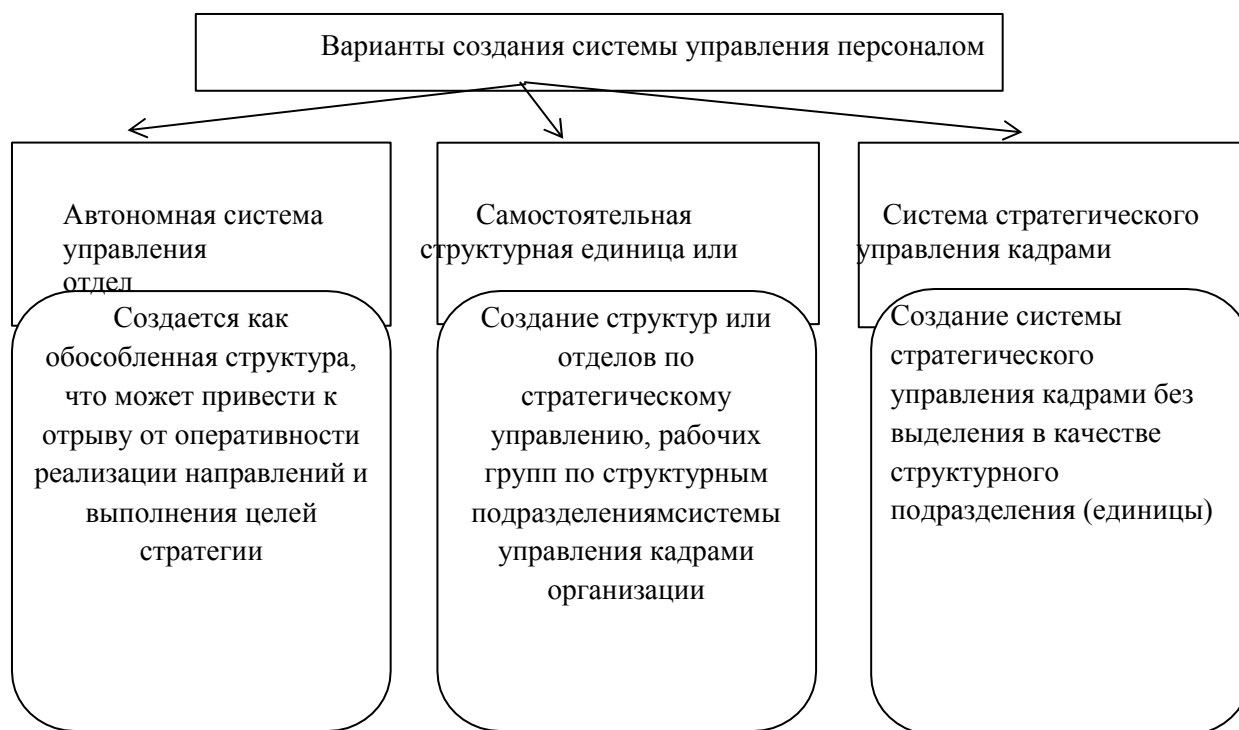 Варианты создания системы управления персоналом
Автономная система
управления
отдел
Создается как
обособленная структура,
что может привести к
отрыву от оперативности
реализации направлений и
выполнения целей
стратегии
Самостоятельная
структурная единица или
Создание структур или
отделов по
стратегическому
управлению, рабочих
групп по структурным
подразделениямсистемы
управления кадрами
организации
Система стратегического
управления кадрами
Создание системы
стратегического
управления кадрами без
выделения в качестве
структурного
подразделения (единицы)